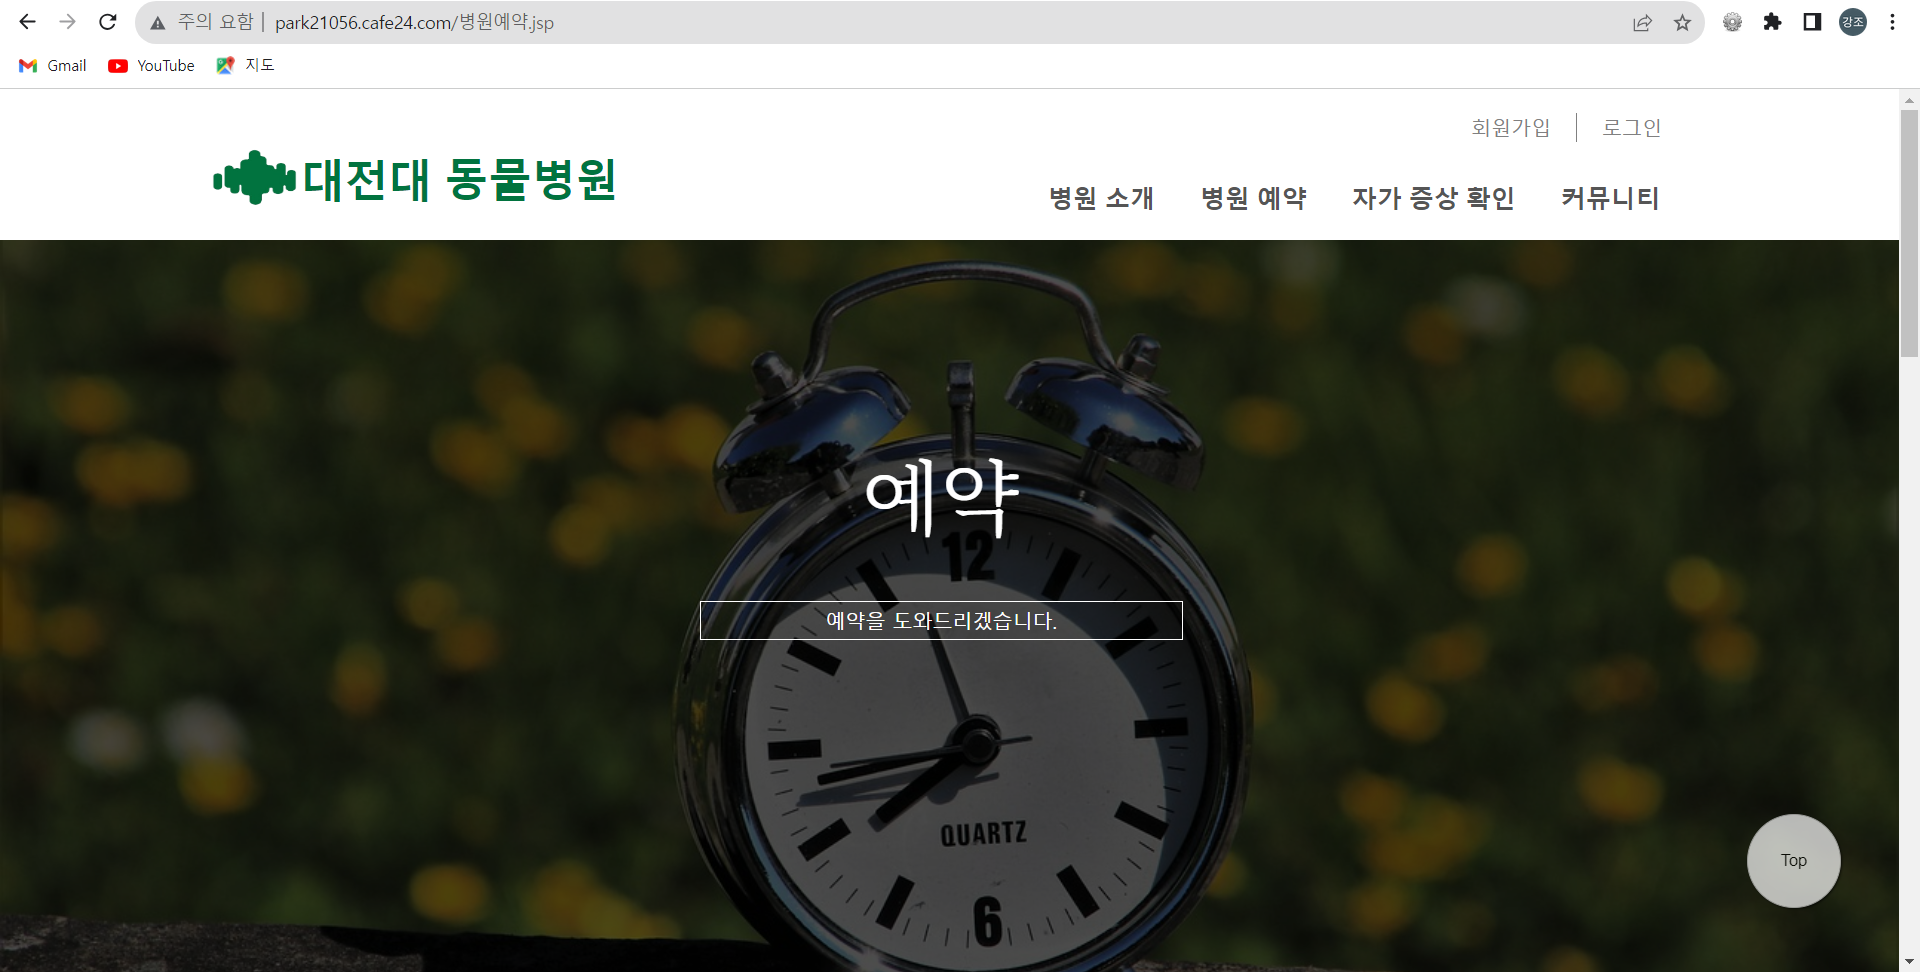 주의 요함 | park21056.cafe24.com/병원예약.jsp
강조
Gmail YouTube 지도
회원가입 로그인
대전대 동물병원
병원 소개 병원 예약 자가 증상 확인 커뮤니티
예약
12
예약을 도와드리겠습니다.
QUARTZ
Top
6